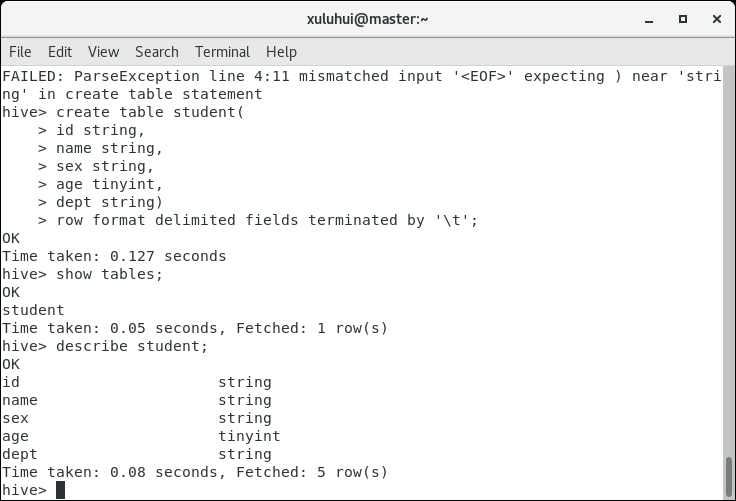 xuluhui@master:~
File Edit View Search Terminal Help
FAILED: ParseException line 4:11 mismatched input '<EOF>' expecting ) near 'stri
ng' in create table statement
hive> create table student(
    > id string,
    > name string,
    > sex string,
    > age tinyint,
    > dept string)
    > row format delimited fields terminated by '\t';
OK
Time taken: 0.127 seconds
hive> show tables;
OK
student
Time taken: 0.05 seconds, Fetched: 1 row(s)
hive> describe student;
OK
id                      string
name                    string
sex                     string
age                     tinyint
dept                    string
Time taken: 0.08 seconds, Fetched: 5 row(s)
hive>